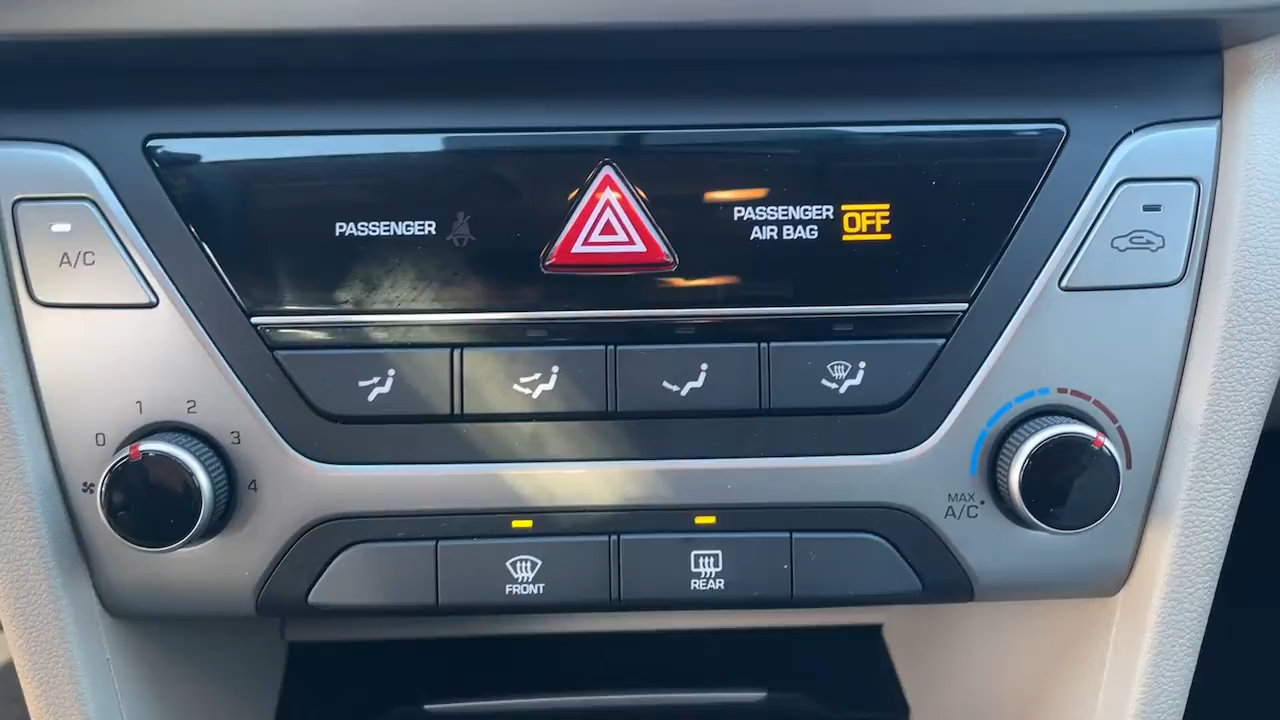 PASSENGER
PASSENGER
AIR BAG
OFF
A/C
0
1
2
3
4
MAX
A/C
FRONT
REAR